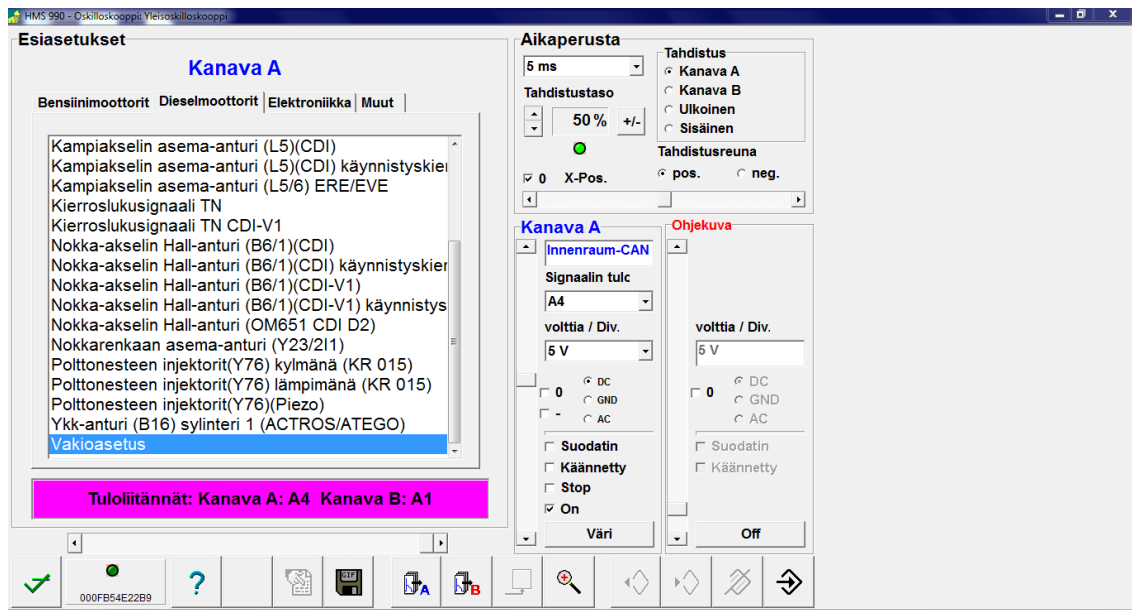 HMS 990 - Oskilloskooppi: Yleisoskilloskooppi
Esiasetukset
Kanava A
Bensiinimoottorit Dieselmoottorit Elektroniikka Muut
Kampiakselin asema-anturi (L5)(CDI)
Kampiakselin asema-anturi (L5)(CDI) käynnistyskier
Kampiakselin asema-anturi (L5/6) ERE/EVE
Kierroslukusignaali TN
Kierroslukusignaali TN CDI-V1
Nokka-akselin Hall-anturi (B6/1)(CDI)
Nokka-akselin Hall-anturi (B6/1)(CDI) käynnistyskier
Nokka-akselin Hall-anturi (B6/1)(CDI-V1)
Nokka-akselin Hall-anturi (B6/1)(CDI-V1) käynnistys
Nokka-akselin Hall-anturi (OM651 CDI D2)
Nokkarenkaan asema-anturi (Y23/2I1)
Polttonesteen injektorit(Y76) kylmänä (KR 015)
Polttonesteen injektorit(Y76) lämpimänä (KR 015)
Polttonesteen injektorit(Y76)(Piezo)
Ykk-anturi (B16) sylinteri 1 (ACTROS/ATEGO)
Vakioasetus
Tuloliitännät: Kanava A: A4 Kanava B: A1
Aikaperusta
5 ms
Tahdistustaso
50 %
+/-
0 X-Pos.
Tahdistus
Kanava A
Kanava B
Ulkoinen
Sisäinen
Tahdistusreuna
pos. neg.
Kanava A
Innenraum-CAN
Signaalin tulc
A4
volttia / Div.
5 V
0
-
DC
GND
AC
Suodatin
Käännetty
Stop
On
Väri
Ohjekuva
volttia / Div.
5 V
0
DC
GND
AC
Suodatin
Käännetty
Off
000FB54E22B9
?
GIF
A
B